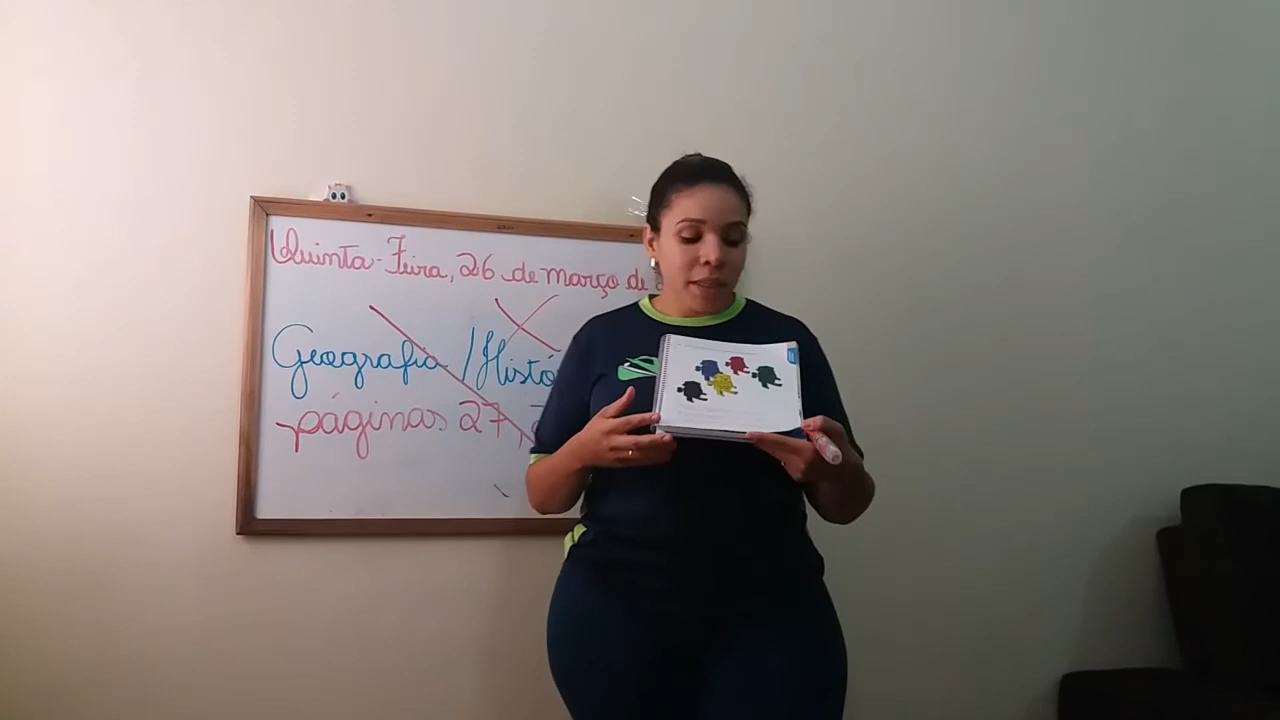 Quinta-Feira, 26 de março de
Geografia / Histó
páginas 27,